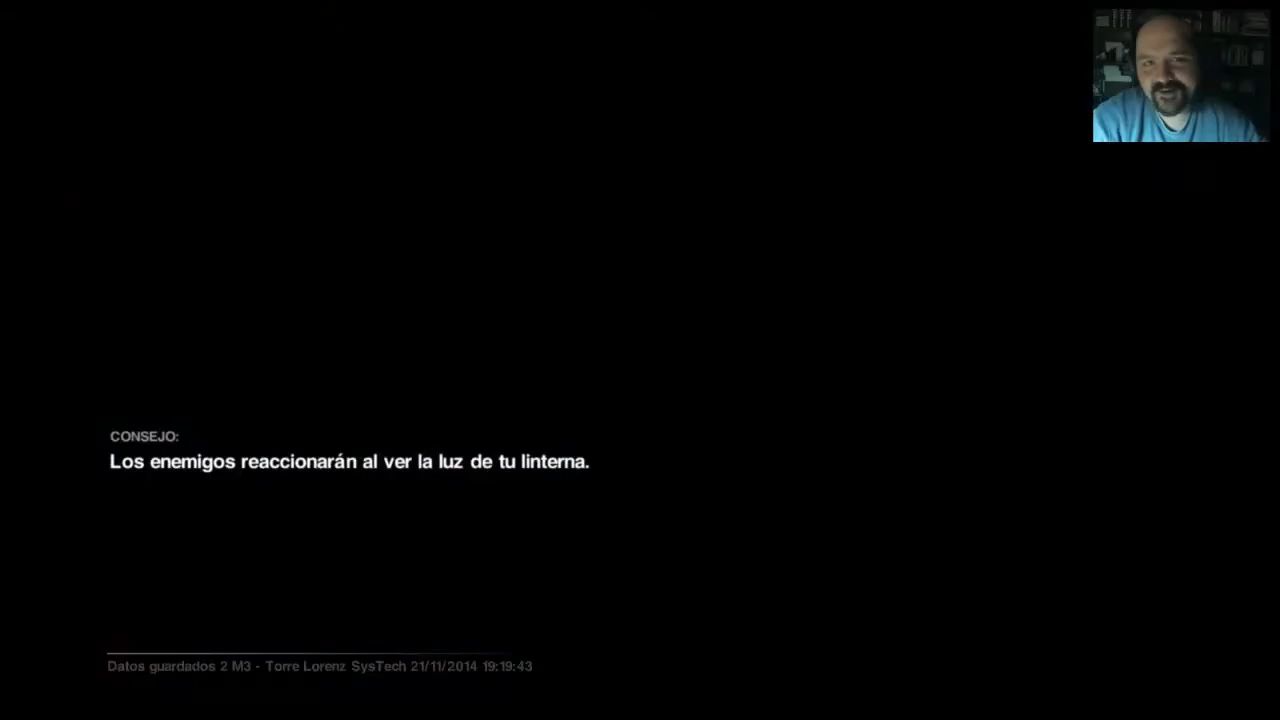 CONSEJO:
Los enemigos reaccionarán al ver la luz de tu linterna.
Datos guardados 2 M3 - Torre Lorenz SysTech 21/11/2014 19:19:43